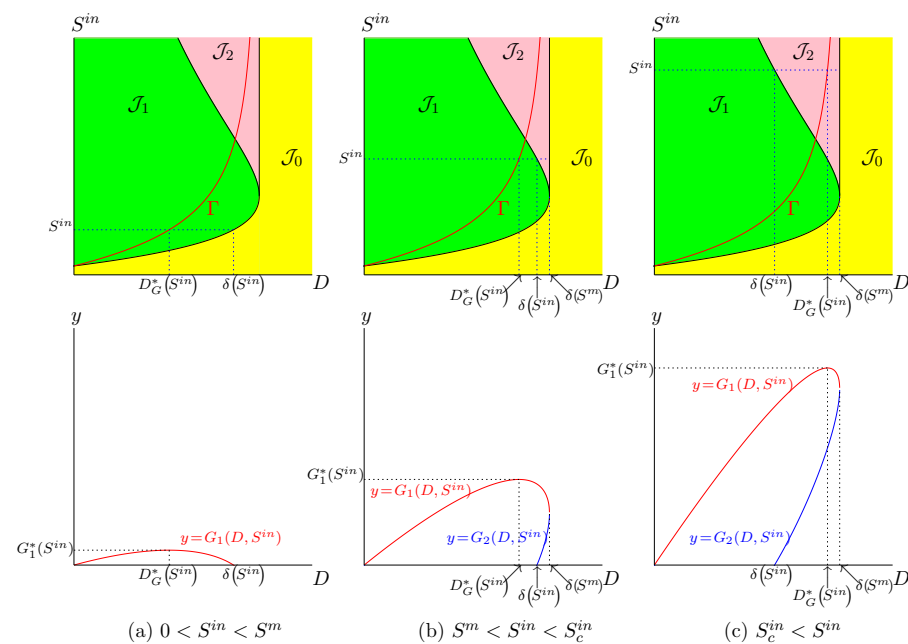 S^{in} S^{in} S^{in}
𝒥_2 𝒥_2 𝒥_2
S^{in}
𝒥_1 𝒥_1 𝒥_1
S^{in} 𝒥_0 𝒥_0 𝒥_0
S^{in} Γ Γ Γ
D^*_G(S^{in}) δ(S^{in}) D
D^*_G(S^{in}) δ(S^{in}) δ(S^m) D
δ(S^{in}) D^*_G(S^{in}) δ(S^m) D
y y y
G^*_1(S^{in})
y=G_1(D,S^{in})
G^*_1(S^{in})
y=G_1(D,S^{in})
y=G_1(D,S^{in}) y=G_2(D,S^{in}) y=G_2(D,S^{in})
G^*_1(S^{in})
D^*_G(S^{in}) δ(S^{in}) D
D^*_G(S^{in}) δ(S^{in}) δ(S^m) D
δ(S^{in}) D^*_G(S^{in}) δ(S^m) D
(a) 0 < S^{in} < S^m (b) S^m < S^{in} < S^{in}_c (c) S^{in}_c < S^{in}